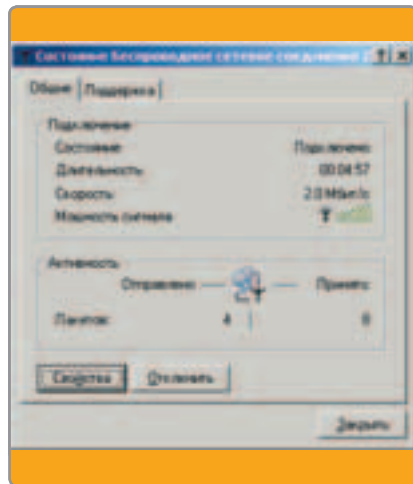 Состояние Беспроводное сетевое соединение
Общие Поддержка
Подключение
Состояние: Подключено
Длительность: 00:04:57
Скорость: 2.0 Мбит/с
Мощность сигнала:
Активность
Отправлено — — Принято
Пакетов: 4
Свойства Отключить
Закрыть